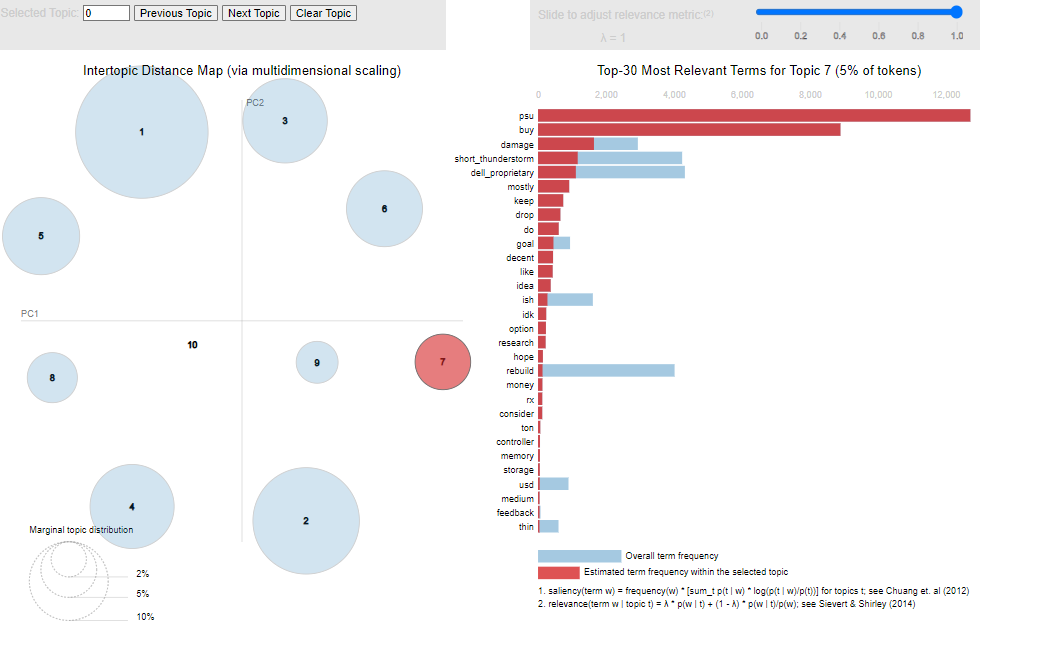 Selected Topic: 0 Previous Topic Next Topic Clear Topic
Slide to adjust relevance metric:(2)
λ = 1
0.0 0.2 0.4 0.6 0.8 1.0
Intertopic Distance Map (via multidimensional scaling)
PC2
1
3
6
5
PC1
10
9
7
8
4
2
Marginal topic distribution
2%
5%
10%
Top-30 Most Relevant Terms for Topic 7 (5% of tokens)
0 2,000 4,000 6,000 8,000 10,000 12,000
psu
buy
damage
short_thunderstorm
dell_proprietary
mostly
keep
drop
do
goal
decent
like
idea
ish
idk
option
research
hope
rebuild
money
rx
consider
ton
controller
memory
storage
usd
medium
feedback
thin
Overall term frequency
Estimated term frequency within the selected topic
1. saliency(term w) = frequency(w) * [sum_t p(t | w) * log(p(t | w)/p(t))] for topics t; see Chuang et. al (2012)
2. relevance(term w | topic t) = λ * p(w | t) + (1 - λ) * p(w | t)/p(w); see Sievert & Shirley (2014)